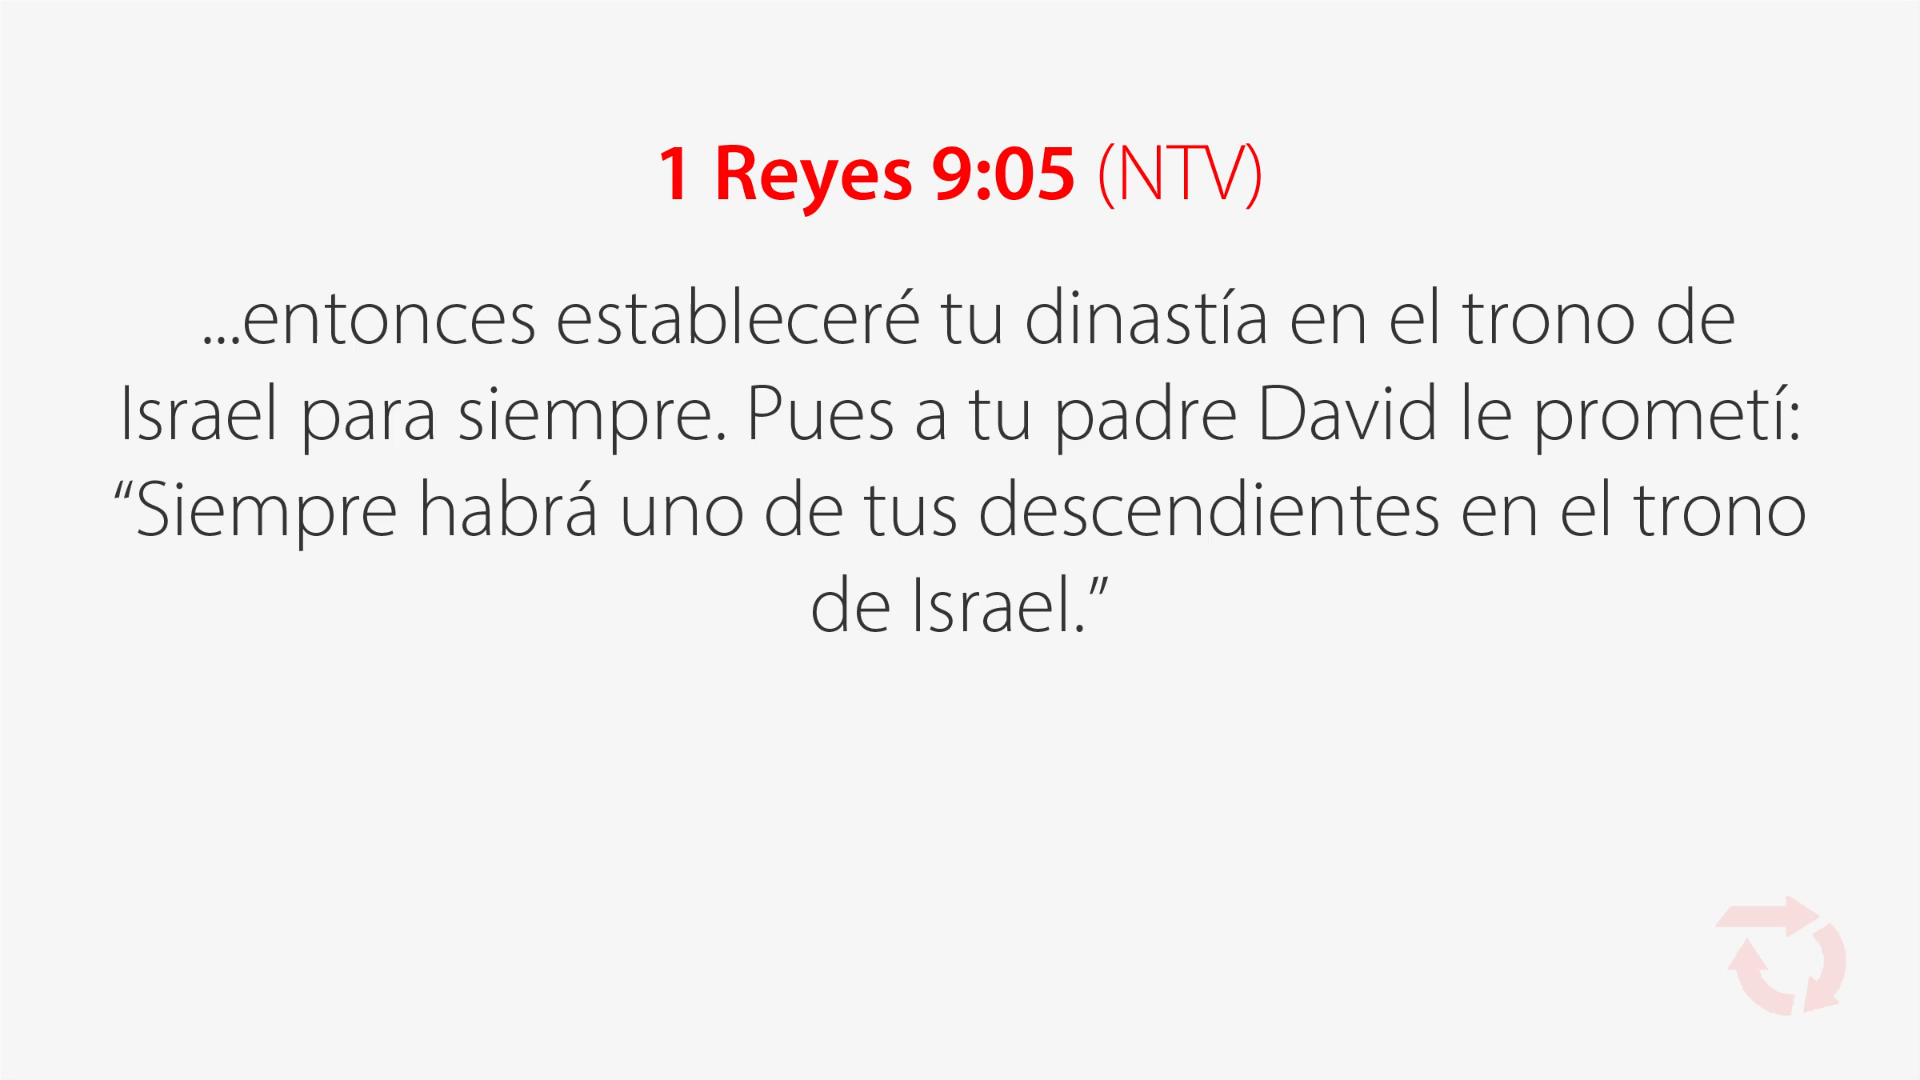 1 Reyes 9:05 (NTV)
...entonces estableceré tu dinastía en el trono de
Israel para siempre. Pues a tu padre David le prometí:
“Siempre habrá uno de tus descendientes en el trono
de Israel.”